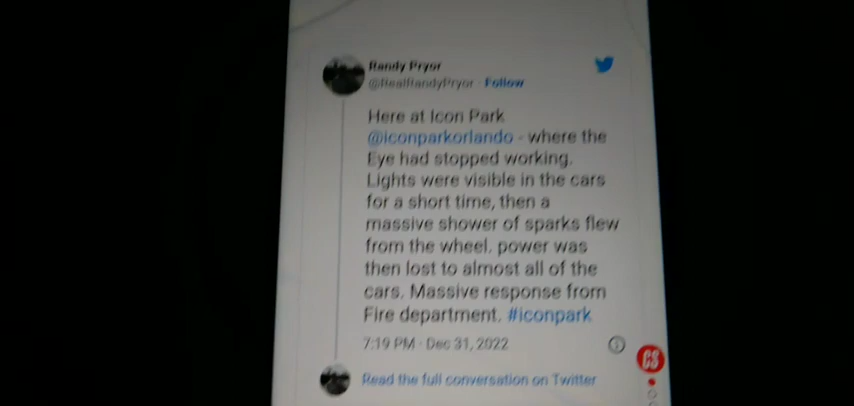 Randy Pryor
@RealRandyPryor · Follow
Here at Icon Park
@iconparkorlando - where the
Eye had stopped working.
Lights were visible in the cars
for a short time, then a
massive shower of sparks flew
from the wheel. power was
then lost to almost all of the
cars. Massive response from
Fire department. #iconpark
7:19 PM · Dec 31, 2022
CS
Read the full conversation on Twitter